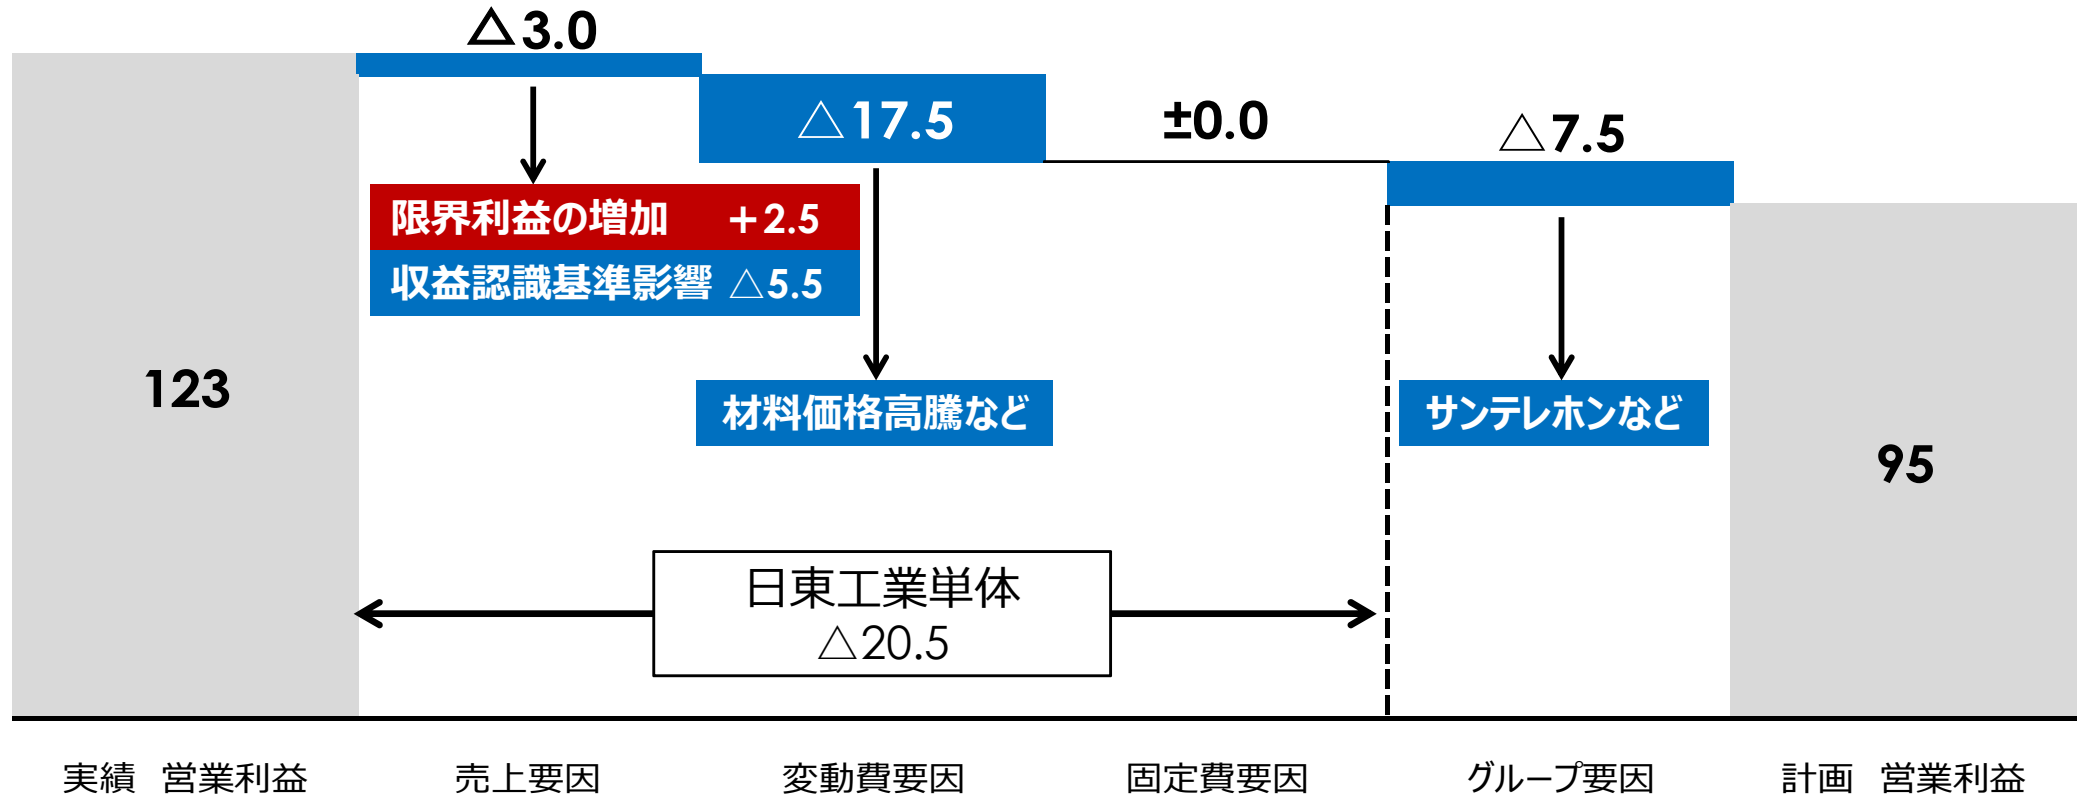 △3.0
△17.5
±0.0
△7.5
限界利益の増加 +2.5
収益認識基準影響 △5.5
123
材料価格高騰など
サンテレホンなど
95
日東工業単体
△20.5
実績 営業利益
売上要因
変動費要因
固定費要因
グループ要因
計画 営業利益